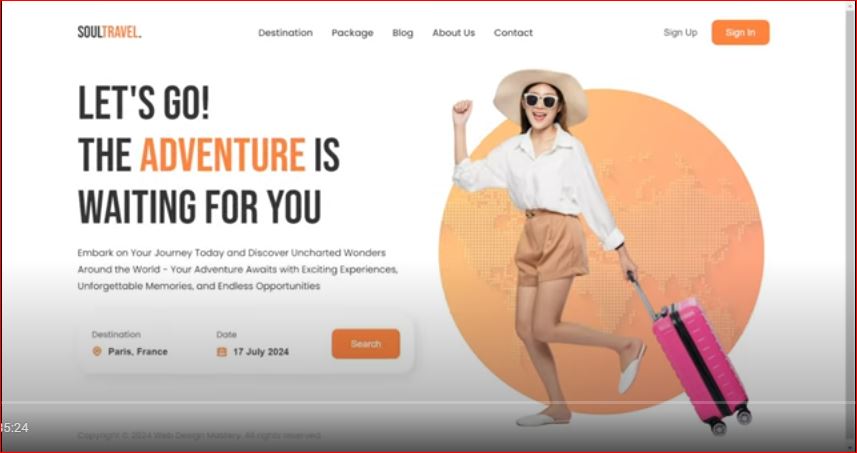 SOULTRAVEL.
Destination Package Blog About Us Contact
Sign Up Sign In
LET'S GO!
THE ADVENTURE IS
WAITING FOR YOU
Embark on Your Journey Today and Discover Uncharted Wonders
Around the World - Your Adventure Awaits with Exciting Experiences,
Unforgettable Memories, and Endless Opportunities
Destination Date
Paris, France 17 July 2024
Search
35:24
Copyright © 2024 Web Design Mastery. All rights reserved.